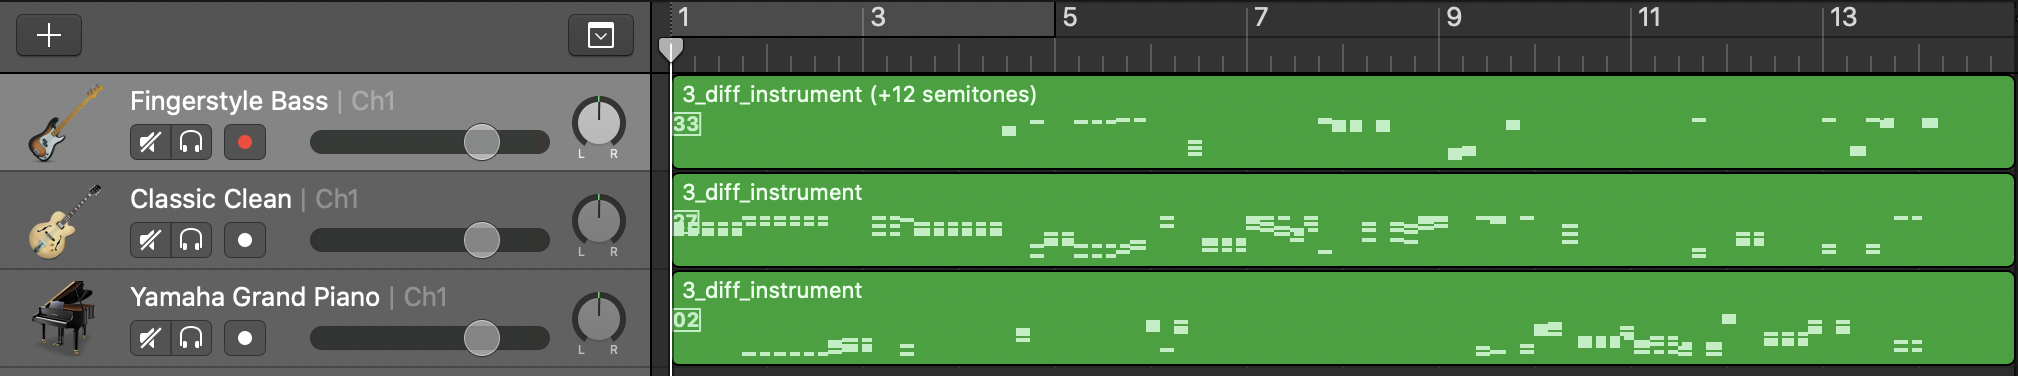 1 3 5 7 9 11 13
Fingerstyle Bass | Ch1
L R
3_diff_instrument (+12 semitones)
33
Classic Clean | Ch1
L R
3_diff_instrument
27
Yamaha Grand Piano | Ch1
L R
3_diff_instrument
02